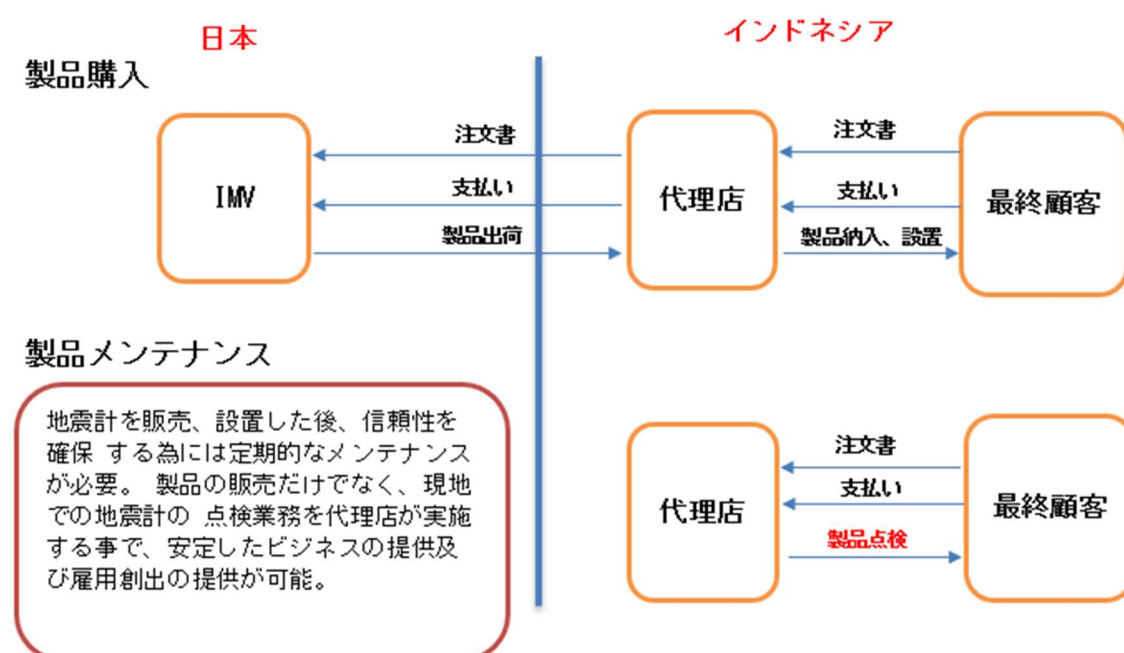 日本
インドネシア
製品購入
IMV
注文書
支払い
製品出荷
代理店
注文書
支払い
製品納入、設置
最終顧客
製品メンテナンス
地震計を販売、設置した後、信頼性を
確保 する為には定期的なメンテナンス
が必要。 製品の販売だけでなく、現地
での地震計の 点検業務を代理店が実施
する事で、安定したビジネスの提供及
び雇用創出の提供が可能。
代理店
注文書
支払い
製品点検
最終顧客